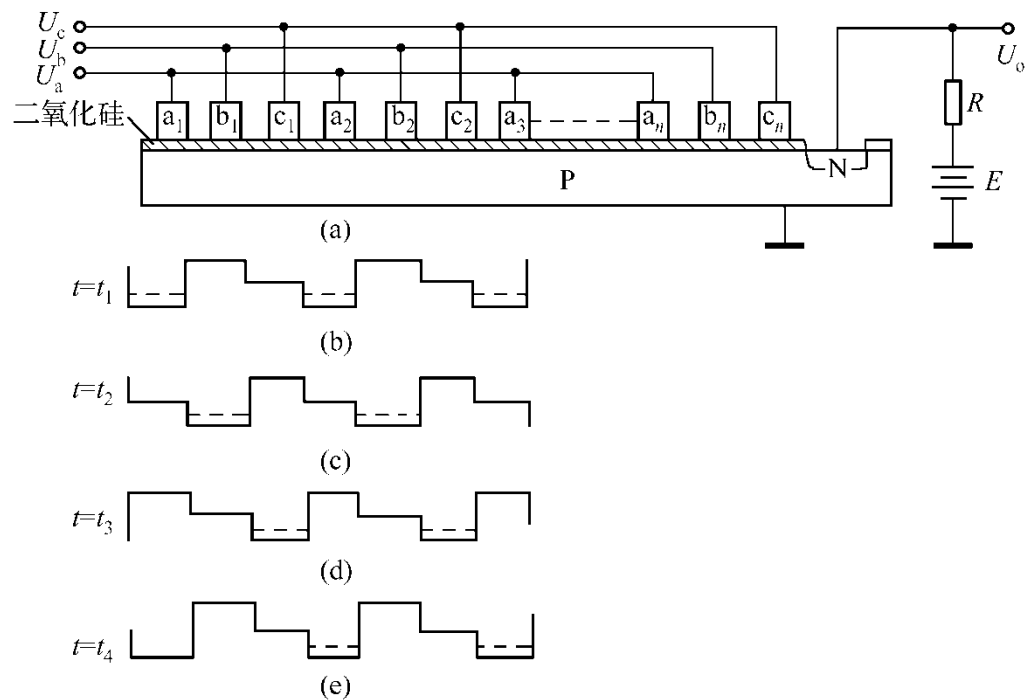 U_c
U_b
U_a
U_o
二氧化硅
a_1 b_1 c_1 a_2 b_2 c_2 a_3 a_n b_n c_n
R
P
N
E
(a)
t=t_1
(b)
t=t_2
(c)
t=t_3
(d)
t=t_4
(e)